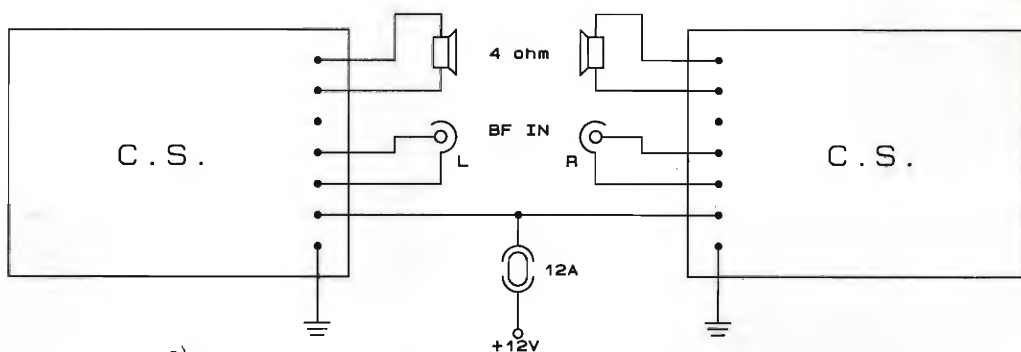 4 ohm
BF IN
C.S.
L
R
C.S.
12A
+12V
a)